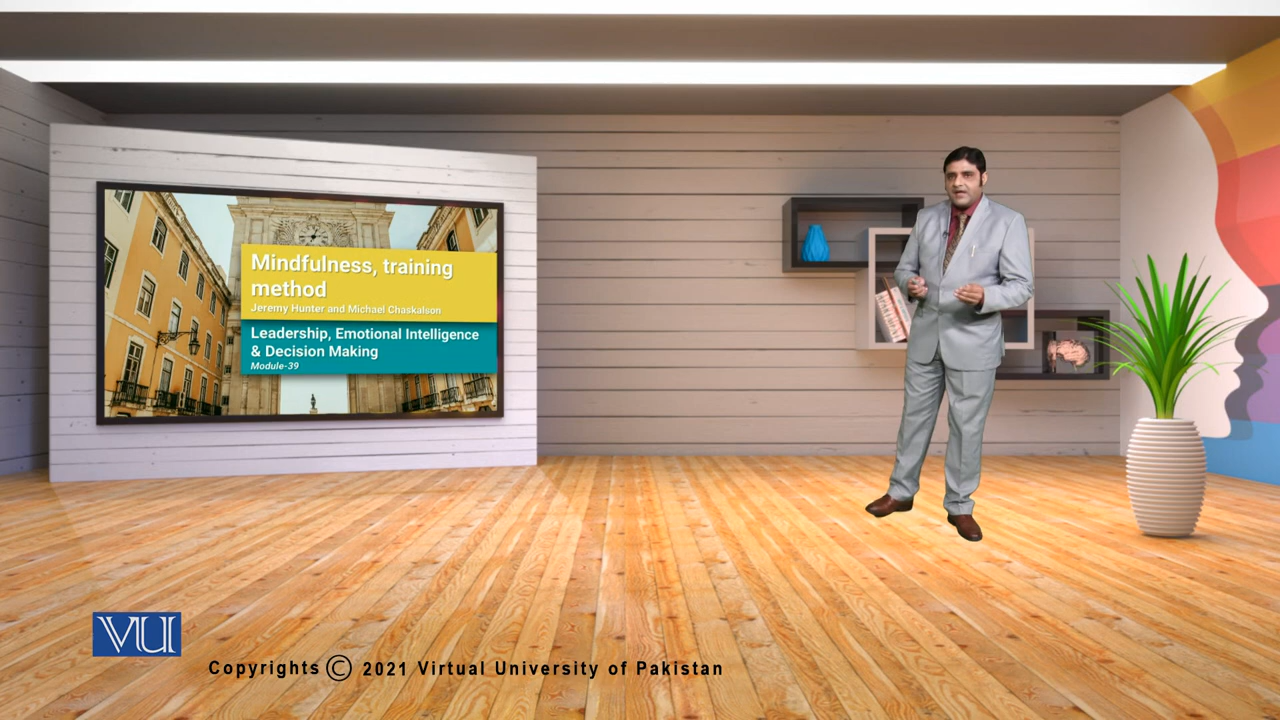 Mindfulness, training
method
Jeremy Hunter and Michael Chaskalson
Leadership, Emotional Intelligence
& Decision Making
Module-39
VU
Copyrights © 2021 Virtual University of Pakistan